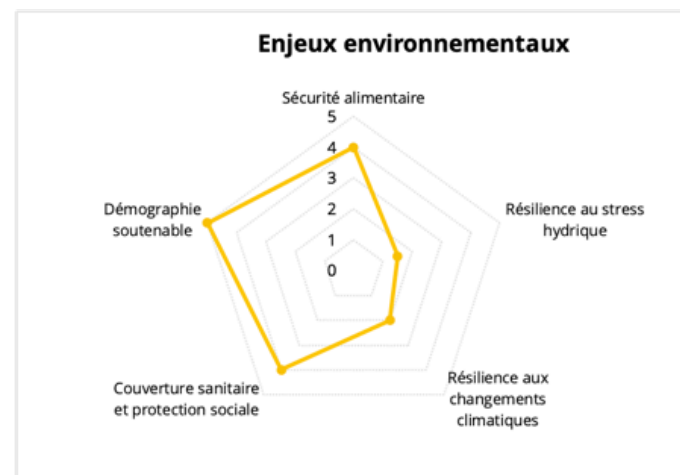 Enjeux environnementaux
Sécurité alimentaire
5
4
3
2
1
0
Démographie
soutenable
Résilience au stress
hydrique
Couverture sanitaire
et protection sociale
Résilience aux
changements
climatiques